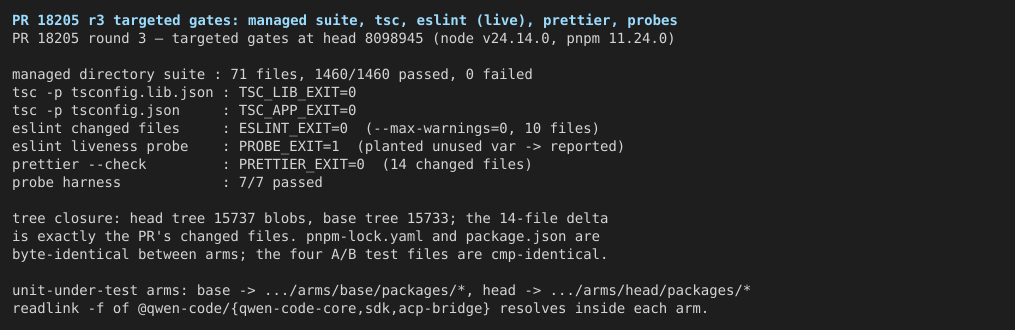 PR 18205 r3 targeted gates: managed suite, tsc, eslint (live), prettier, probes
PR 18205 round 3 — targeted gates at head 8098945 (node v24.14.0, pnpm 11.24.0)
managed directory suite : 71 files, 1460/1460 passed, 0 failed
tsc -p tsconfig.lib.json : TSC_LIB_EXIT=0
tsc -p tsconfig.json     : TSC_APP_EXIT=0
eslint changed files     : ESLINT_EXIT=0  (--max-warnings=0, 10 files)
eslint liveness probe    : PROBE_EXIT=1  (planted unused var -> reported)
prettier --check         : PRETTIER_EXIT=0  (14 changed files)
probe harness            : 7/7 passed
tree closure: head tree 15737 blobs, base tree 15733; the 14-file delta
is exactly the PR's changed files. pnpm-lock.yaml and package.json are
byte-identical between arms; the four A/B test files are cmp-identical.
unit-under-test arms: base -> .../arms/base/packages/*, head -> .../arms/head/packages/*
readlink -f of @qwen-code/{qwen-code-core,sdk,acp-bridge} resolves inside each arm.